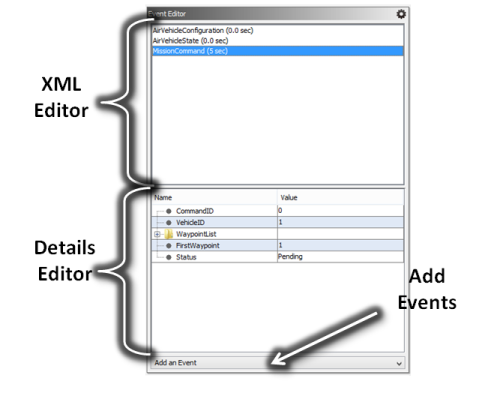 Event Editor
AirVehicleConfiguration (0.0 sec)
AirVehicleState (0.0 sec)
MissionCommand (5 sec)
XML
Editor
Name Value
CommandID 0
VehicleID 1
WaypointList
FirstWaypoint 1
Status Pending
Details
Editor
Add
Events
Add an Event